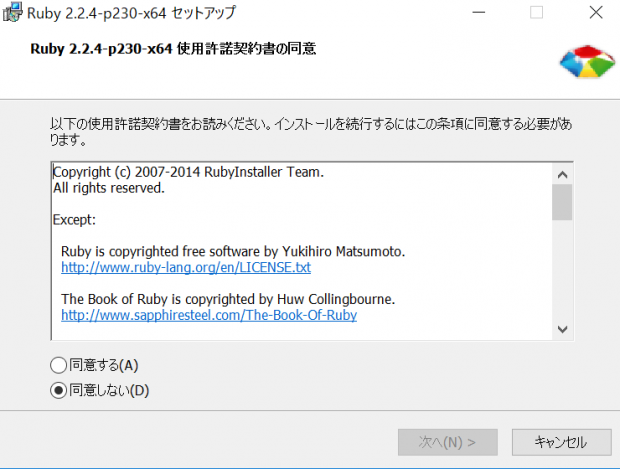 Ruby 2.2.4-p230-x64 セットアップ
Ruby 2.2.4-p230-x64 使用許諾契約書の同意
以下の使用許諾契約書をお読みください。インストールを続行するにはこの条項に同意する必要があ
ります。
Copyright (c) 2007-2014 RubyInstaller Team.
All rights reserved.
Except:
Ruby is copyrighted free software by Yukihiro Matsumoto.
http://www.ruby-lang.org/en/LICENSE.txt
The Book of Ruby is copyrighted by Huw Collingbourne.
http://www.sapphiresteel.com/The-Book-Of-Ruby
同意する(A)
同意しない(D)
次へ(N) >
キャンセル